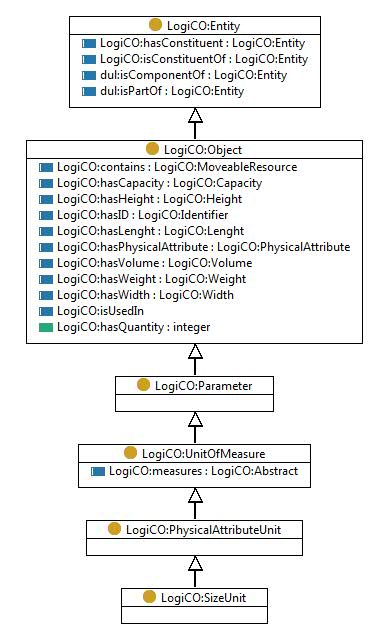 LogiCO:Entity
LogiCO:hasConstituent : LogiCO:Entity
LogiCO:isConstituentOf : LogiCO:Entity
dul:isComponentOf : LogiCO:Entity
dul:isPartOf : LogiCO:Entity
LogiCO:Object
LogiCO:contains : LogiCO:MoveableResource
LogiCO:hasCapacity : LogiCO:Capacity
LogiCO:hasHeight : LogiCO:Height
LogiCO:hasID : LogiCO:Identifier
LogiCO:hasLenght : LogiCO:Lenght
LogiCO:hasPhysicalAttribute : LogiCO:PhysicalAttribute
LogiCO:hasVolume : LogiCO:Volume
LogiCO:hasWeight : LogiCO:Weight
LogiCO:hasWidth : LogiCO:Width
LogiCO:isUsedIn
LogiCO:hasQuantity : integer
LogiCO:Parameter
LogiCO:UnitOfMeasure
LogiCO:measures : LogiCO:Abstract
LogiCO:PhysicalAttributeUnit
LogiCO:SizeUnit